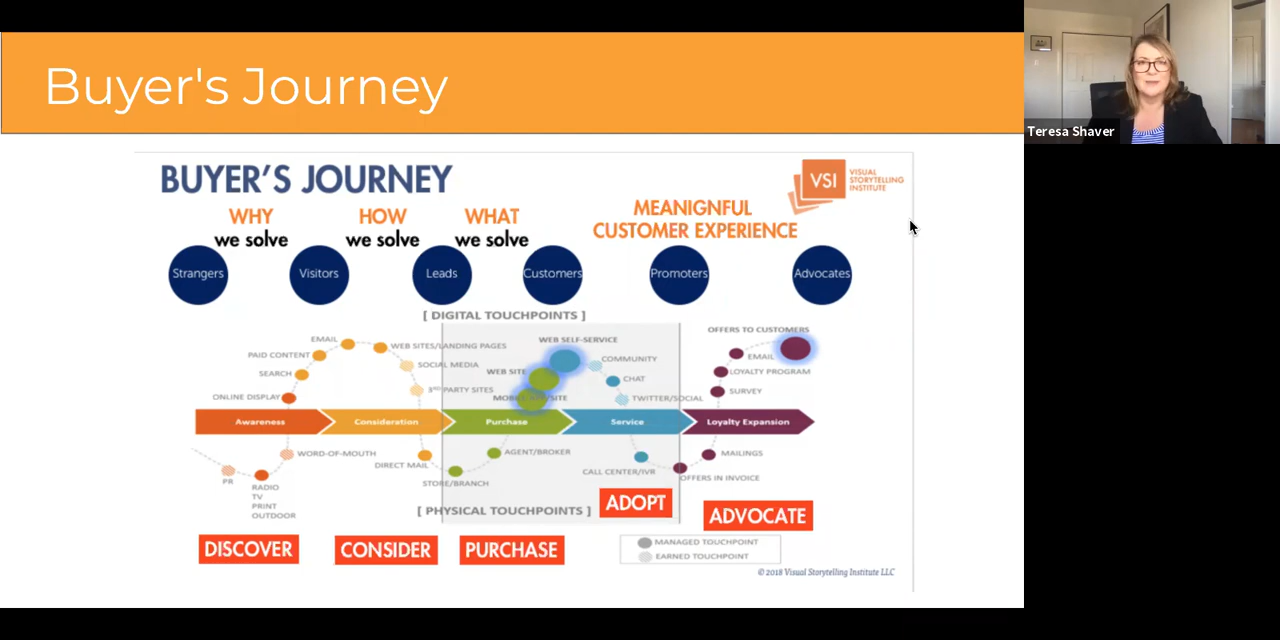 Buyer's Journey
Teresa Shaver
BUYER'S JOURNEY
VSI
VISUAL
STORYTELLING
INSTITUTE
WHY
we solve
HOW
we solve
WHAT
we solve
MEANIGNFUL
CUSTOMER EXPERIENCE
Strangers
Visitors
Leads
Customers
Promoters
Advocates
[ DIGITAL TOUCHPOINTS ]
EMAIL
PAID CONTENT
SEARCH
ONLINE DISPLAY
WEB SITES/LANDING PAGES
SOCIAL MEDIA
3RD PARTY SITES
WEB SELF-SERVICE
WEB SITE
COMMUNITY
CHAT
TWITTER/SOCIAL
OFFERS TO CUSTOMERS
EMAIL
LOYALTY PROGRAM
SURVEY
Awareness
Consideration
Purchase
Service
Loyalty Expansion
WORD-OF-MOUTH
PR
RADIO
TV
PRINT
OUTDOOR
DIRECT MAIL
STORE/BRANCH
AGENT/BROKER
CALL CENTER/IVR
MAILINGS
OFFERS IN INVOICE
[ PHYSICAL TOUCHPOINTS ]
DISCOVER
CONSIDER
PURCHASE
ADOPT
ADVOCATE
MANAGED TOUCHPOINT
EARNED TOUCHPOINT
© 2018 Visual Storytelling Institute LLC